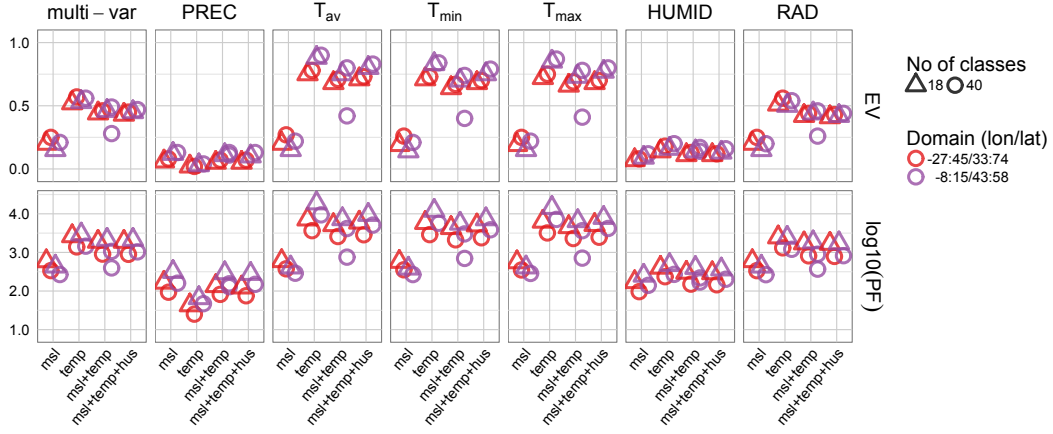 multi – var PREC T_av T_min T_max HUMID RAD
1.0
0.5
0.0
EV
4.0
3.0
2.0
1.0
log10(PF)
msl temp msl+temp msl+temp+hus msl temp msl+temp msl+temp+hus msl temp msl+temp msl+temp+hus msl temp msl+temp msl+temp+hus msl temp msl+temp msl+temp+hus msl temp msl+temp msl+temp+hus msl temp msl+temp msl+temp+hus
No of classes
18 40
Domain (lon/lat)
-27:45/33:74
-8:15/43:58